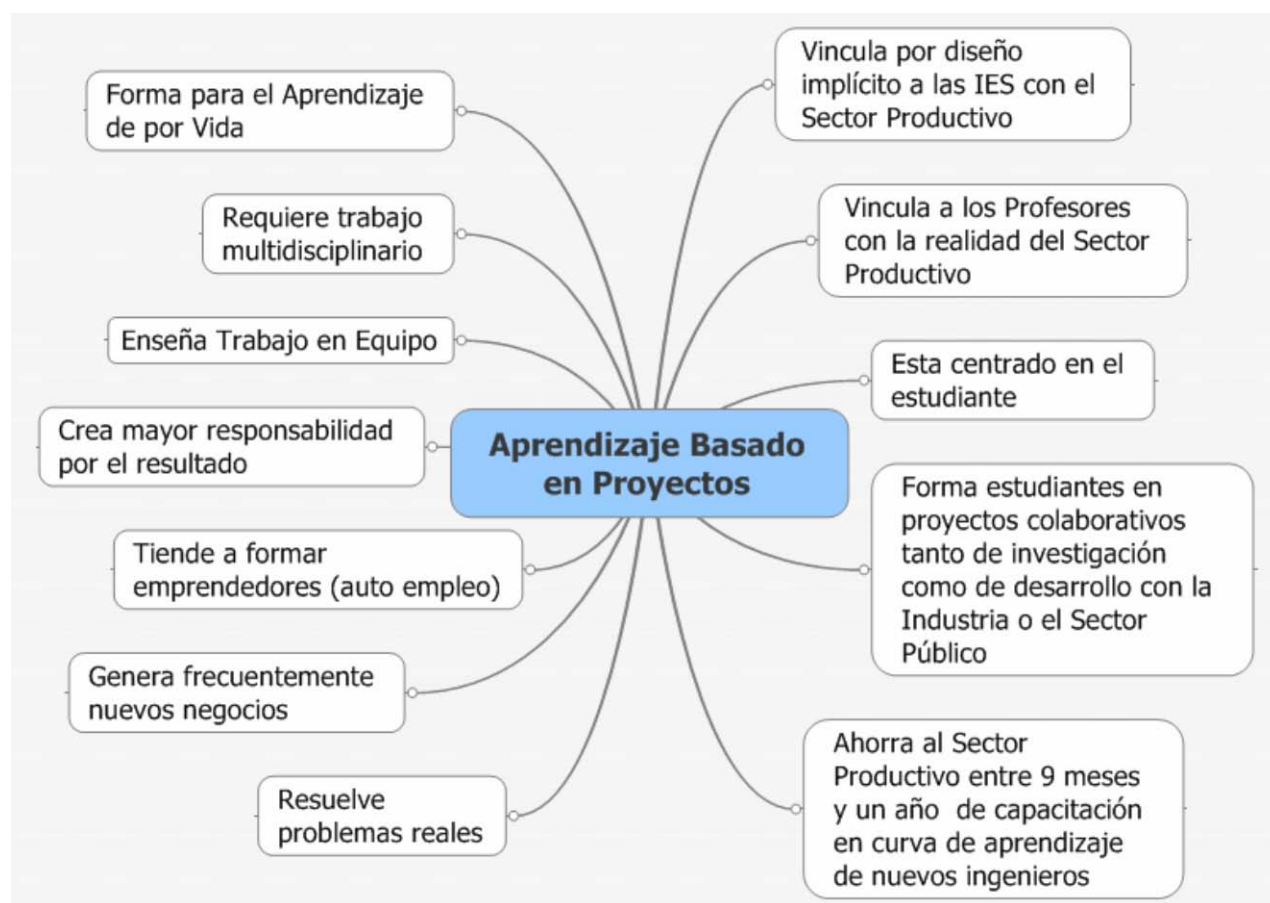 Aprendizaje Basado
en Proyectos
Forma para el Aprendizaje
de por Vida
Requiere trabajo
multidisciplinario
Enseña Trabajo en Equipo
Crea mayor responsabilidad
por el resultado
Tiende a formar
emprendedores (auto empleo)
Genera frecuentemente
nuevos negocios
Resuelve
problemas reales
Vincula por diseño
implícito a las IES con el
Sector Productivo
Vincula a los Profesores
con la realidad del Sector
Productivo
Esta centrado en el
estudiante
Forma estudiantes en
proyectos colaborativos
tanto de investigación
como de desarrollo con la
Industria o el Sector
Público
Ahorra al Sector
Productivo entre 9 meses
y un año de capacitación
en curva de aprendizaje
de nuevos ingenieros